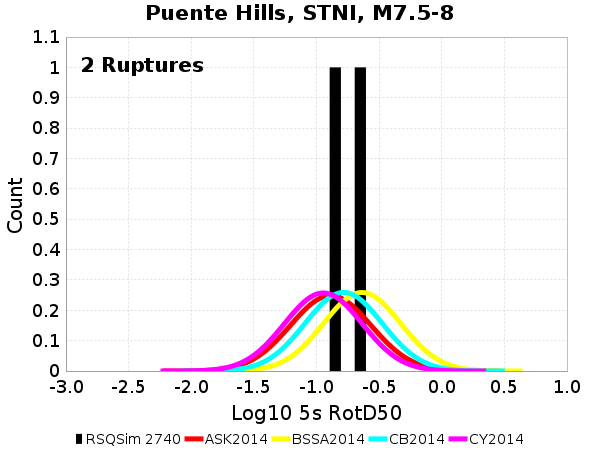 Puente Hills, STNI, M7.5-8
2 Ruptures
1.1
1
0.9
0.8
0.7
0.6
0.5
0.4
0.3
0.2
0.1
0
Count
-3.0 -2.5 -2.0 -1.5 -1.0 -0.5 0.0 0.5 1.0
Log10 5s RotD50
RSQSim 2740 ASK2014 BSSA2014 CB2014 CY2014